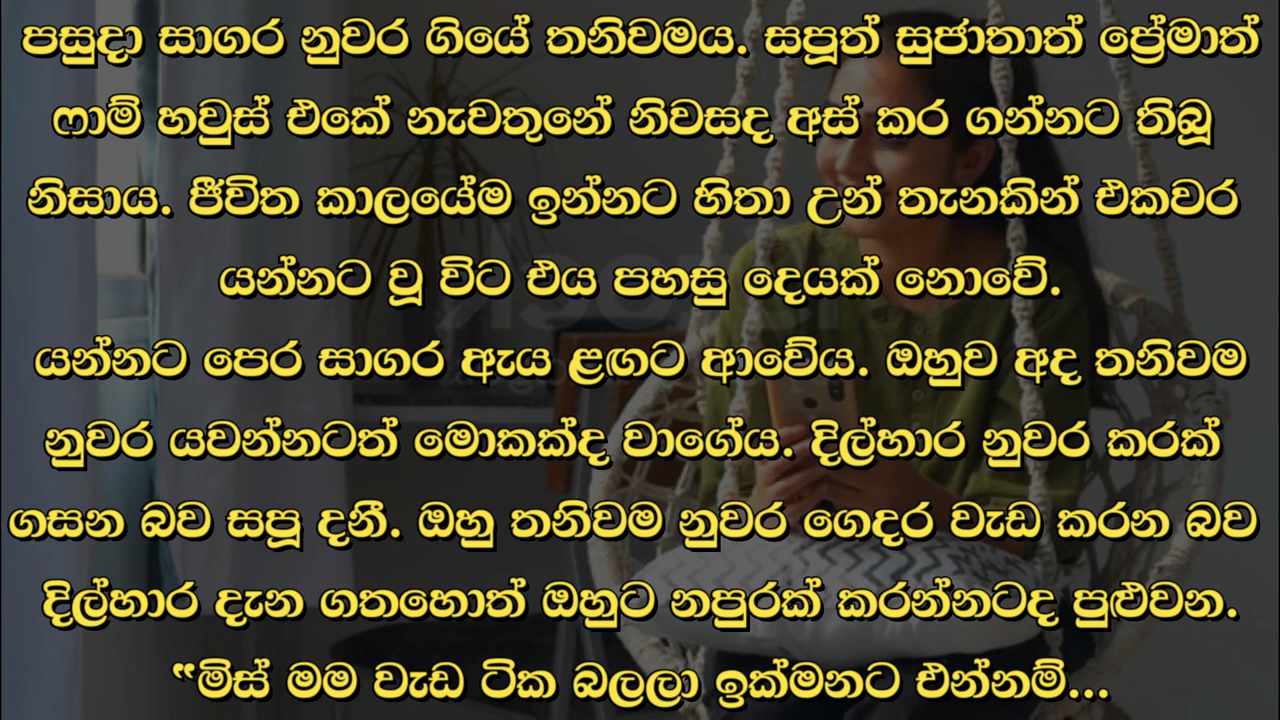 පසුදා සාගර නුවර ගියේ තනිවමය. සපූත් සුජාතාත් ප්‍රේමාත්
ෆාම් හවුස් එකේ නැවතුනේ නිවසද අස් කර ගන්නට තිබූ
නිසාය. ජීවිත කාලයේම ඉන්නට හිතා උන් තැනකින් එකවර
යන්නට වූ විට එය පහසු දෙයක් නොවේ.
යන්නට පෙර සාගර ඇය ළඟට ආවේය. ඔහුව අද තනිවම
නුවර යවන්නටත් මොකක්ද වාගේය. දිල්හාර නුවර කරක්
ගසන බව සපූ දනී. ඔහු තනිවම නුවර ගෙදර වැඩ කරන බව
දිල්හාර දැන ගතහොත් ඔහුට නපුරක් කරන්නටද පුළුවන.
“මිස් මම වැඩ ටික බලලා ඉක්මනට එන්නම්...